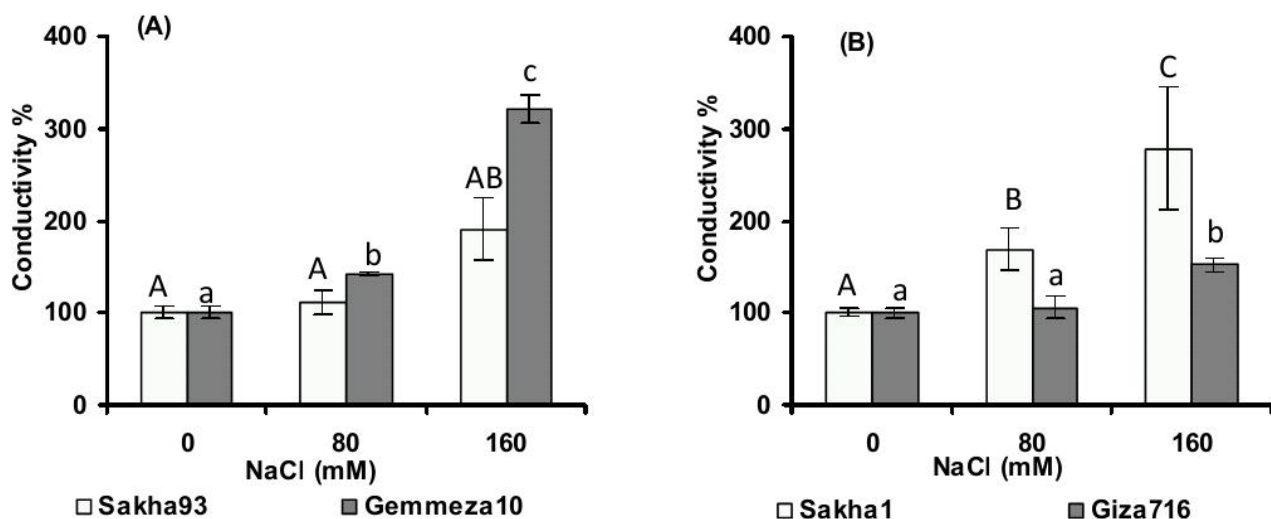 (A)
Conductivity %
400
300
200
100
0
A
a
A
b
AB
c
0 80 160
NaCl (mM)
Sakha93 Gemmeza10
(B)
Conductivity %
400
300
200
100
0
A
a
B
a
C
b
0 80 160
NaCl (mM)
Sakha1 Giza716